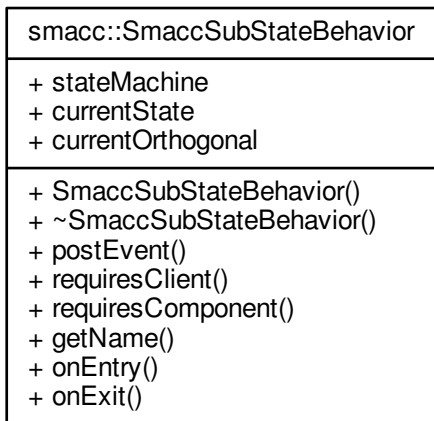 smacc::SmaccSubStateBehavior
+ stateMachine
+ currentState
+ currentOrthogonal
+ SmaccSubStateBehavior()
+ ~SmaccSubStateBehavior()
+ postEvent()
+ requiresClient()
+ requiresComponent()
+ getName()
+ onEntry()
+ onExit()